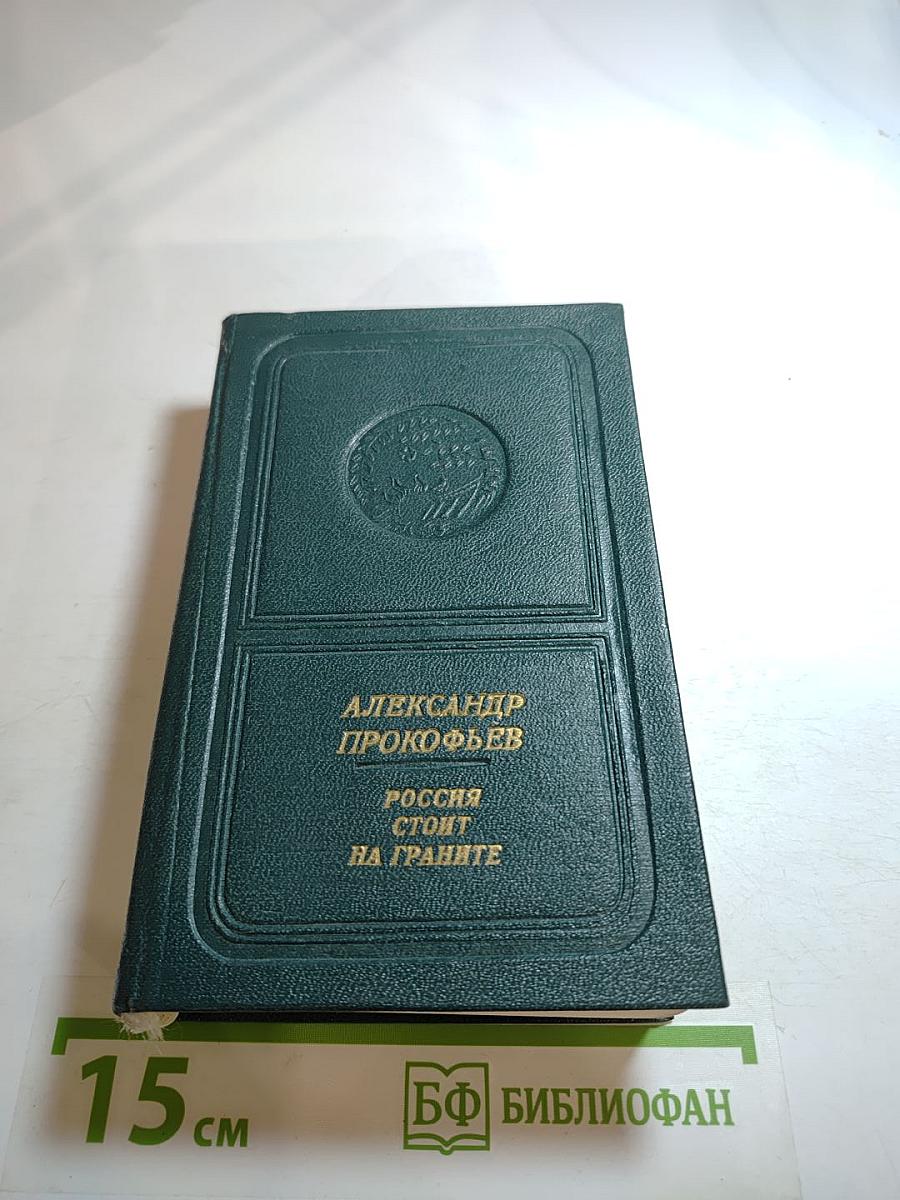 АЛЕКСАНДР
ПРОКОФЬЕВ
РОССИЯ
СТОИТ
НА ГРАНИТЕ
15 см
БФ БИБЛИОФАН